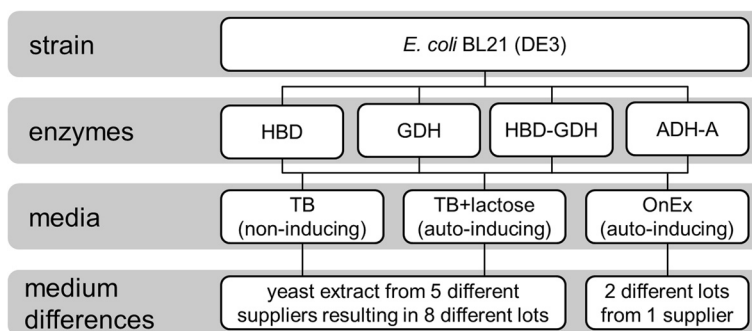 strain
E. coli BL21 (DE3)
enzymes
HBD
GDH
HBD-GDH
ADH-A
media
TB
(non-inducing)
TB+lactose
(auto-inducing)
OnEx
(auto-inducing)
medium
differences
yeast extract from 5 different
suppliers resulting in 8 different lots
2 different lots
from 1 supplier